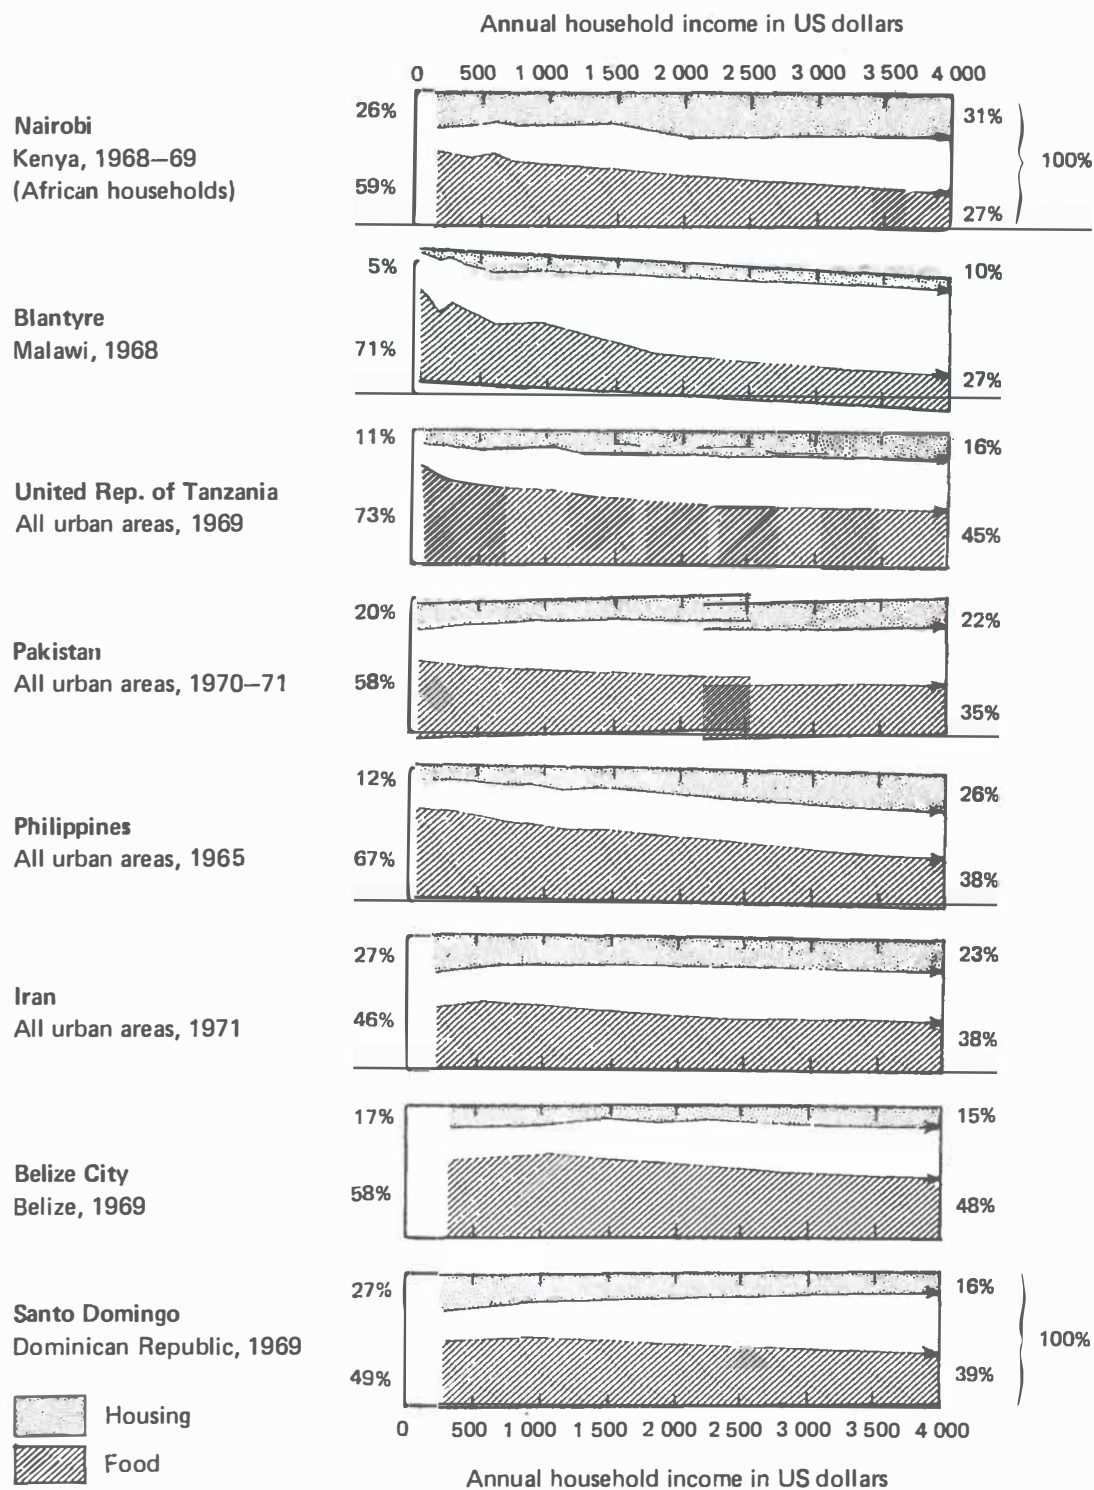 Annual household income in US dollars
0 500 1 000 1 500 2 000 2 500 3 000 3 500 4 000
26% 31%
Nairobi
Kenya, 1968–69 100%
(African households) 59%
27%
5% 10%
Blantyre
Malawi, 1968 71%
27%
11% 16%
United Rep. of Tanzania
All urban areas, 1969 73%
45%
20% 22%
Pakistan
All urban areas, 1970–71 58%
35%
12% 26%
Philippines
All urban areas, 1965 67%
38%
27% 23%
Iran
All urban areas, 1971 46%
38%
17% 15%
Belize City
Belize, 1969 58%
48%
27% 16%
Santo Domingo
Dominican Republic, 1969 100%
49% 39%
Housing
0 500 1 000 1 500 2 000 2 500 3 000 3 500 4 000
Food
Annual household income in US dollars